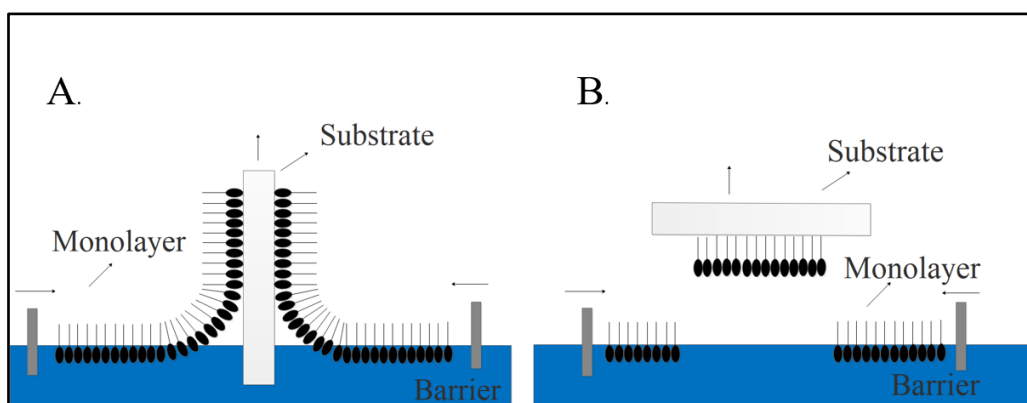 A.
Substrate
Monolayer
Barrier
B.
Substrate
Monolayer
Barrier